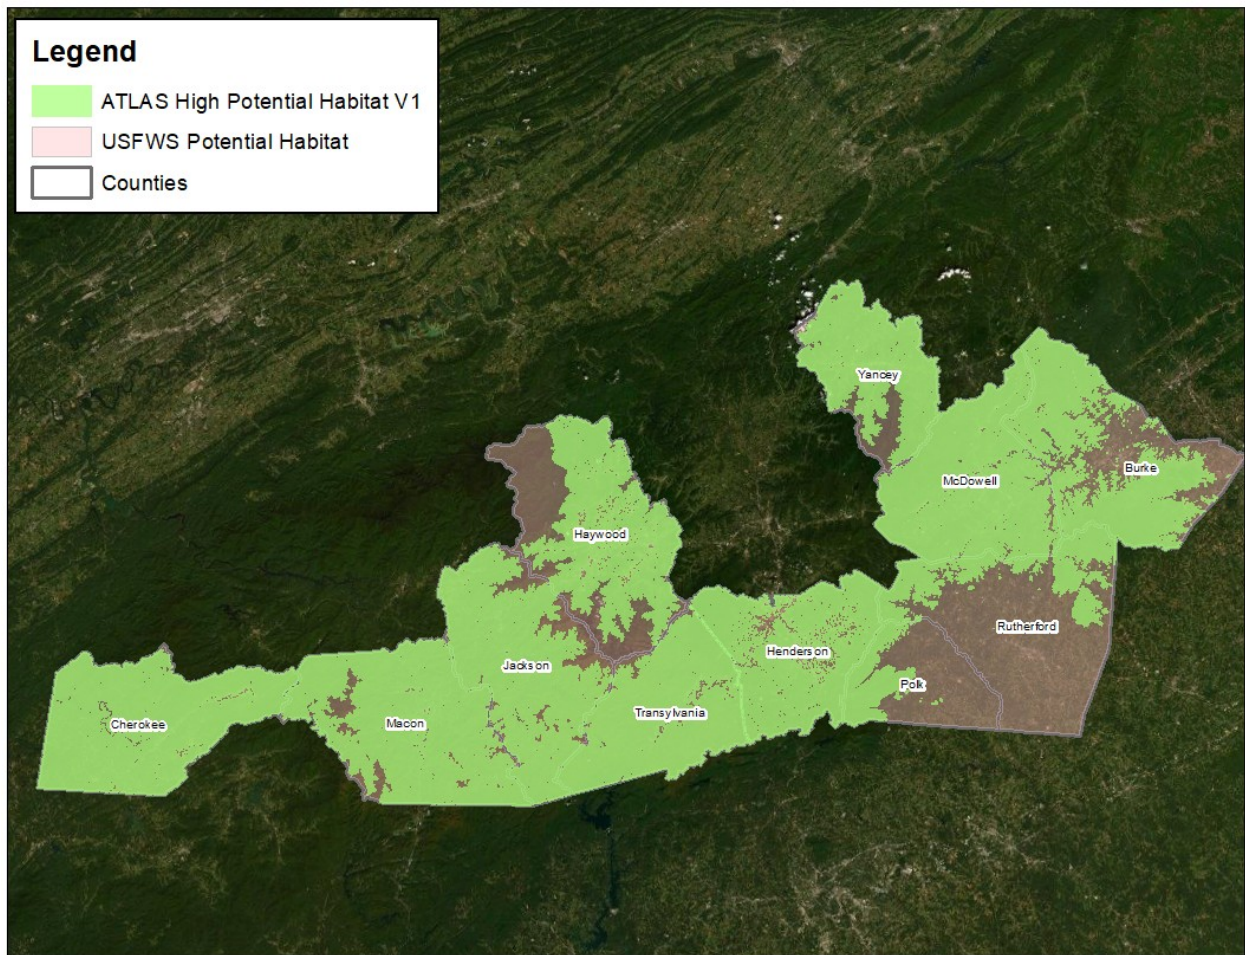 Legend
ATLAS High Potential Habitat V1
USFWS Potential Habitat
Counties
Yancey
Burke
McDowell
Haywood
Rutherford
Henderson
Jackson
Polk
Transylvania
Macon
Cherokee